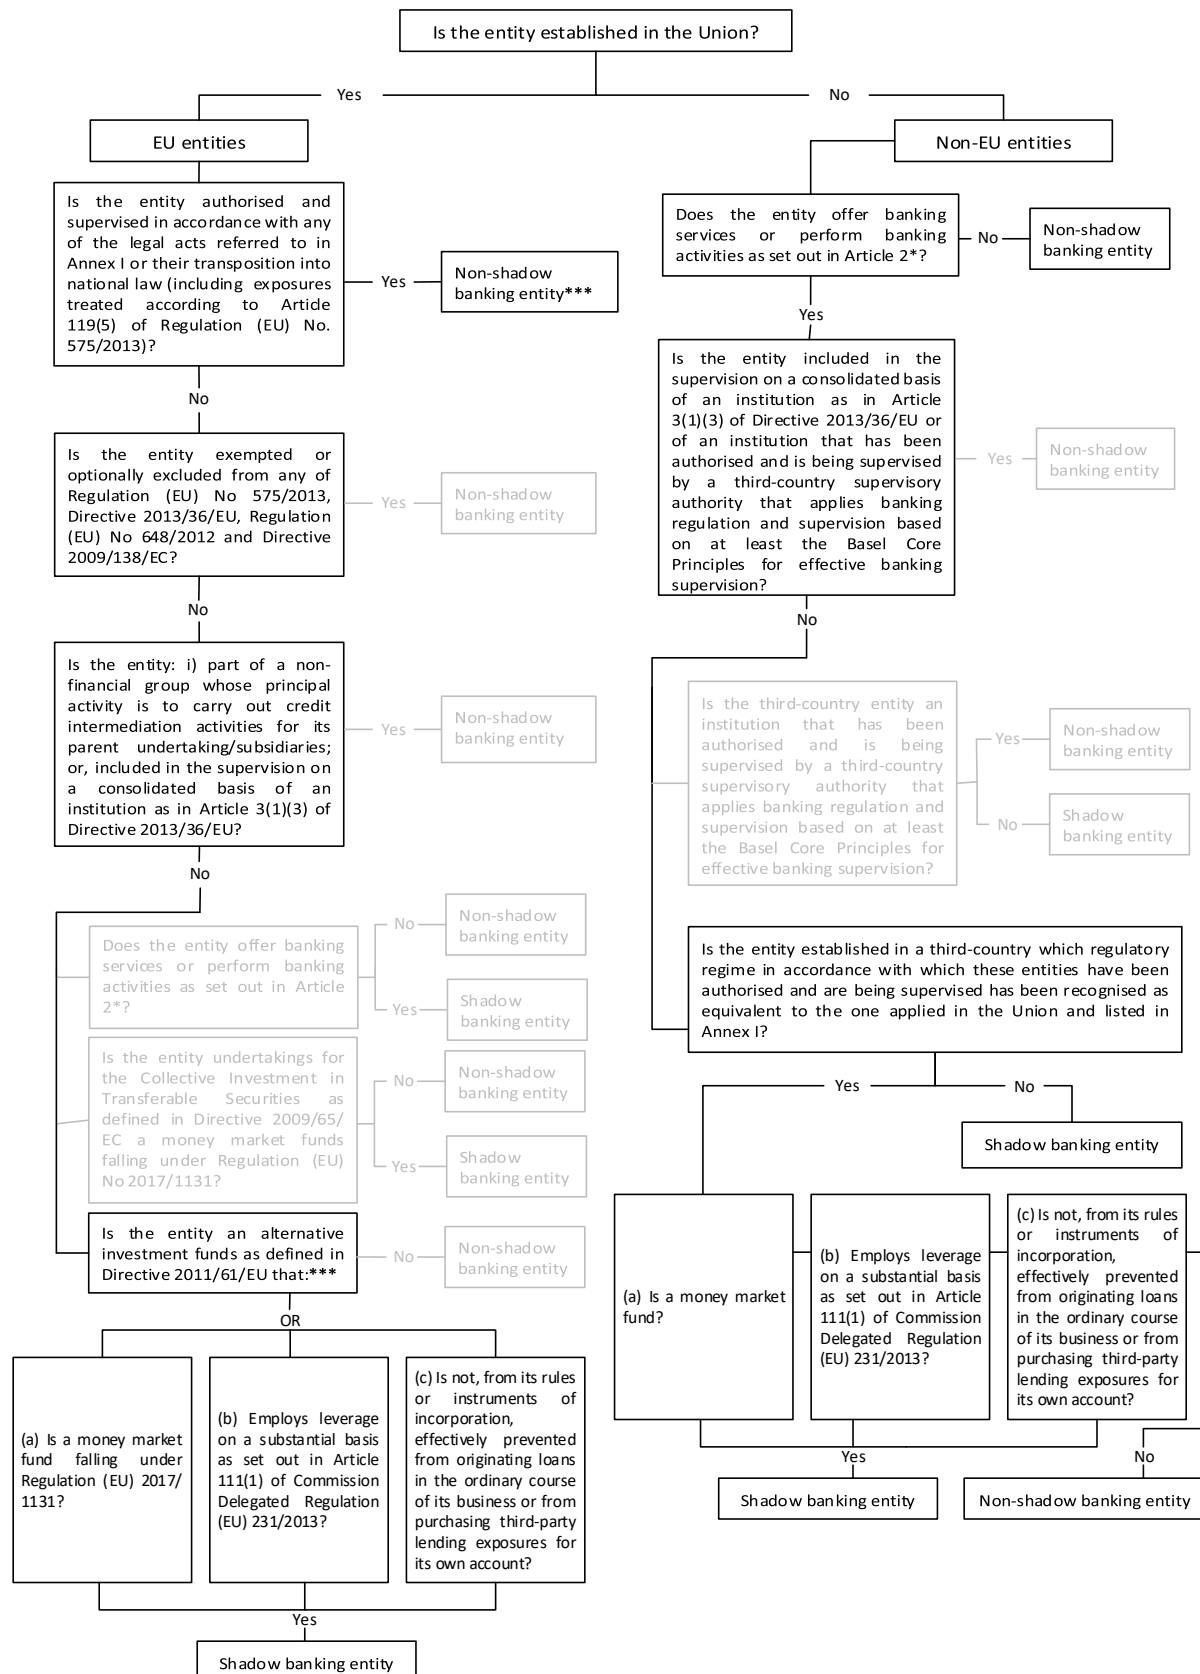 Is the entity established in the Union?
Yes
No
EU entities
Non-EU entities
Is the entity authorised and
supervised in accordance with any
of the legal acts referred to in
Annex I or their transposition into
national law (including exposures
treated according to Article
119(5) of Regulation (EU) No.
575/2013)?
Yes
Non-shadow
banking entity***
No
Is the entity exempted or
optionally excluded from any of
Regulation (EU) No 575/2013,
Directive 2013/36/EU, Regulation
(EU) No 648/2012 and Directive
2009/138/EC?
Yes
Non-shadow
banking entity
No
Is the entity: i) part of a non-
financial group whose principal
activity is to carry out credit
intermediation activities for its
parent undertaking/subsidiaries;
or, included in the supervision on
a consolidated basis of an
institution as in Article 3(1)(3) of
Directive 2013/36/EU?
Yes
Non-shadow
banking entity
No
Does the entity offer banking
services or perform banking
activities as set out in Article
2*?
No
Non-shadow
banking entity
Yes
Shadow
banking entity
Is the entity undertakings for
the Collective Investment in
Transferable Securities as
defined in Directive 2009/65/
EC a money market funds
falling under Regulation (EU)
No 2017/1131?
No
Non-shadow
banking entity
Yes
Shadow
banking entity
Is the entity an alternative
investment funds as defined in
Directive 2011/61/EU that:***
No
Non-shadow
banking entity
OR
(a) Is a money market
fund falling under
Regulation (EU) 2017/
1131?
(b) Employs leverage
on a substantial basis
as set out in Article
111(1) of Commission
Delegated Regulation
(EU) 231/2013?
(c) Is not, from its rules
or instruments of
incorporation,
effectively prevented
from originating loans
in the ordinary course
of its business or from
purchasing third-party
lending exposures for
its own account?
Yes
Shadow banking entity
Does the entity offer banking
services or perform banking
activities as set out in Article 2*?
No
Non-shadow
banking entity
Yes
Is the entity included in the
supervision on a consolidated basis
of an institution as in Article
3(1)(3) of Directive 2013/36/EU or
of an institution that has been
authorised and is being supervised
by a third-country supervisory
authority that applies banking
regulation and supervision based
on at least the Basel Core
Principles for effective banking
supervision?
Yes
Non-shadow
banking entity
No
Is the third-country entity an
institution that has been
authorised and is being
supervised by a third-country
supervisory authority that
applies banking regulation and
supervision based on at least
the Basel Core Principles for
effective banking supervision?
Yes
Non-shadow
banking entity
No
Shadow
banking entity
Is the entity established in a third-country which regulatory
regime in accordance with which these entities have been
authorised and are being supervised has been recognised as
equivalent to the one applied in the Union and listed in
Annex I?
Yes
No
Shadow banking entity
(a) Is a money market
fund?
(b) Employs leverage
on a substantial basis
as set out in Article
111(1) of Commission
Delegated Regulation
(EU) 231/2013?
(c) Is not, from its rules
or instruments of
incorporation,
effectively prevented
from originating loans
in the ordinary course
of its business or from
purchasing third-party
lending exposures for
its own account?
Yes
No
Shadow banking entity
Non-shadow banking entity